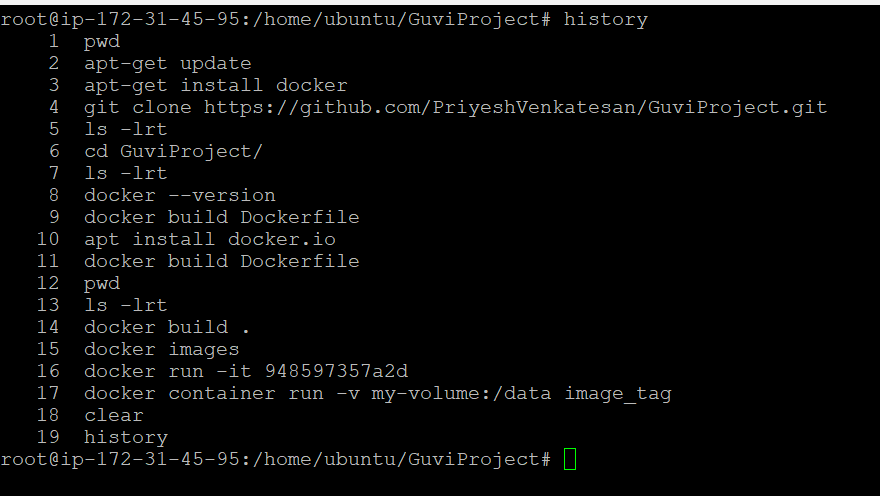 root@ip-172-31-45-95:/home/ubuntu/GuviProject# history
1 pwd
2 apt-get update
3 apt-get install docker
4 git clone https://github.com/PriyeshVenkatesan/GuviProject.git
5 ls -lrt
6 cd GuviProject/
7 ls -lrt
8 docker --version
9 docker build Dockerfile
10 apt install docker.io
11 docker build Dockerfile
12 pwd
13 ls -lrt
14 docker build .
15 docker images
16 docker run -it 948597357a2d
17 docker container run -v my-volume:/data image_tag
18 clear
19 history
root@ip-172-31-45-95:/home/ubuntu/GuviProject#